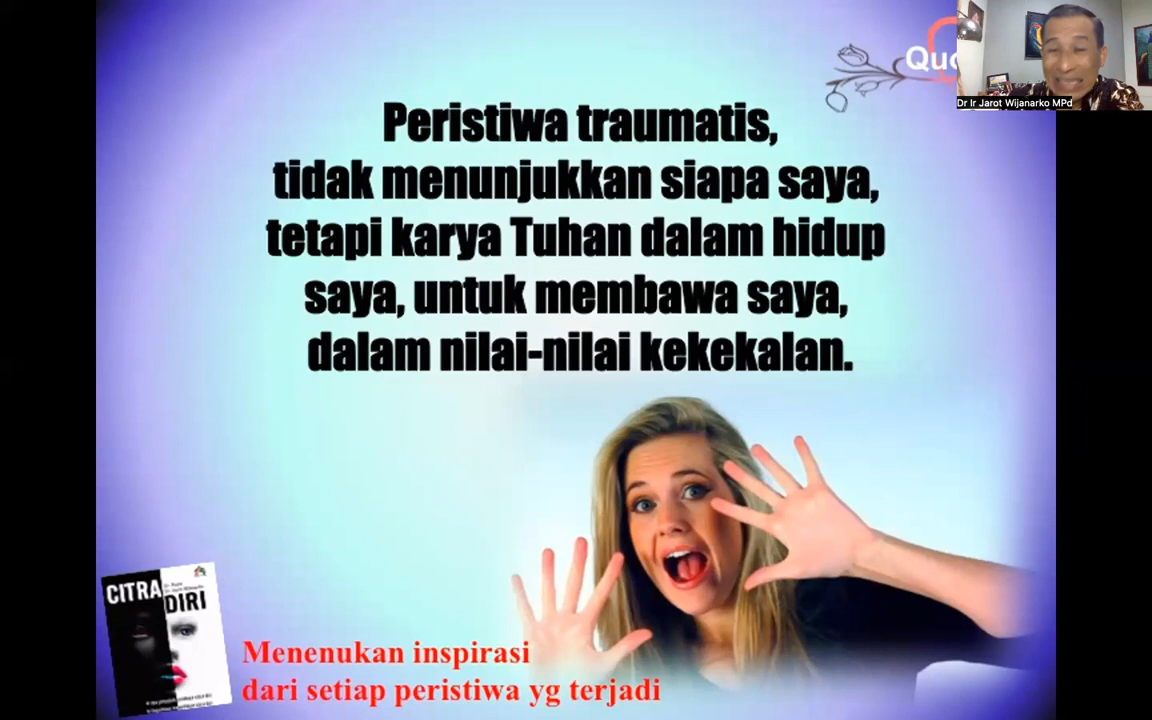 Quo
Dr Ir Jarot Wijanarko MPd
Peristiwa traumatis,
tidak menunjukkan siapa saya,
tetapi karya Tuhan dalam hidup
saya, untuk membawa saya,
dalam nilai-nilai kekekalan.
CITRA
DIRI
Menenukan inspirasi
dari setiap peristiwa yg terjadi